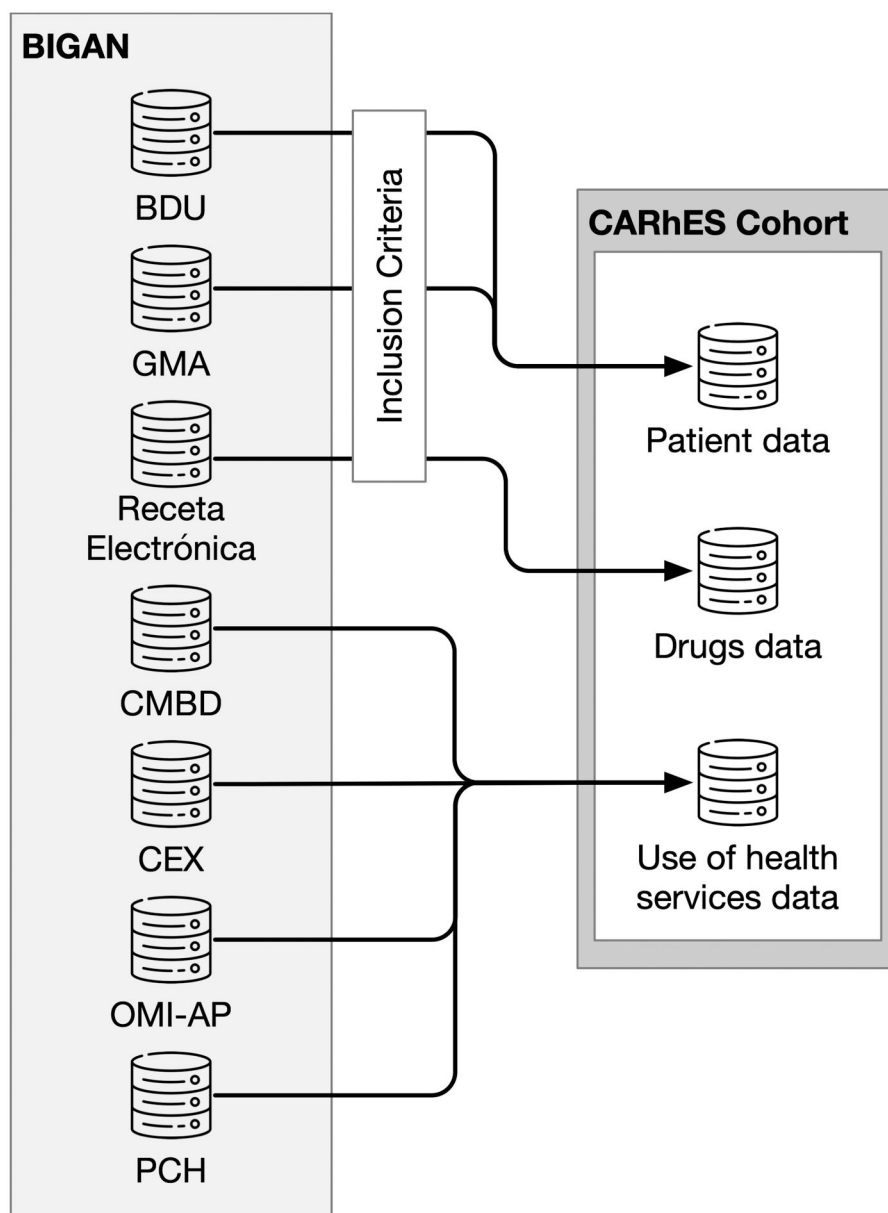 BIGAN
BDU
GMA
Receta
Electrónica
CMBD
CEX
OMI-AP
PCH
Inclusion Criteria
CARhES Cohort
Patient data
Drugs data
Use of health
services data